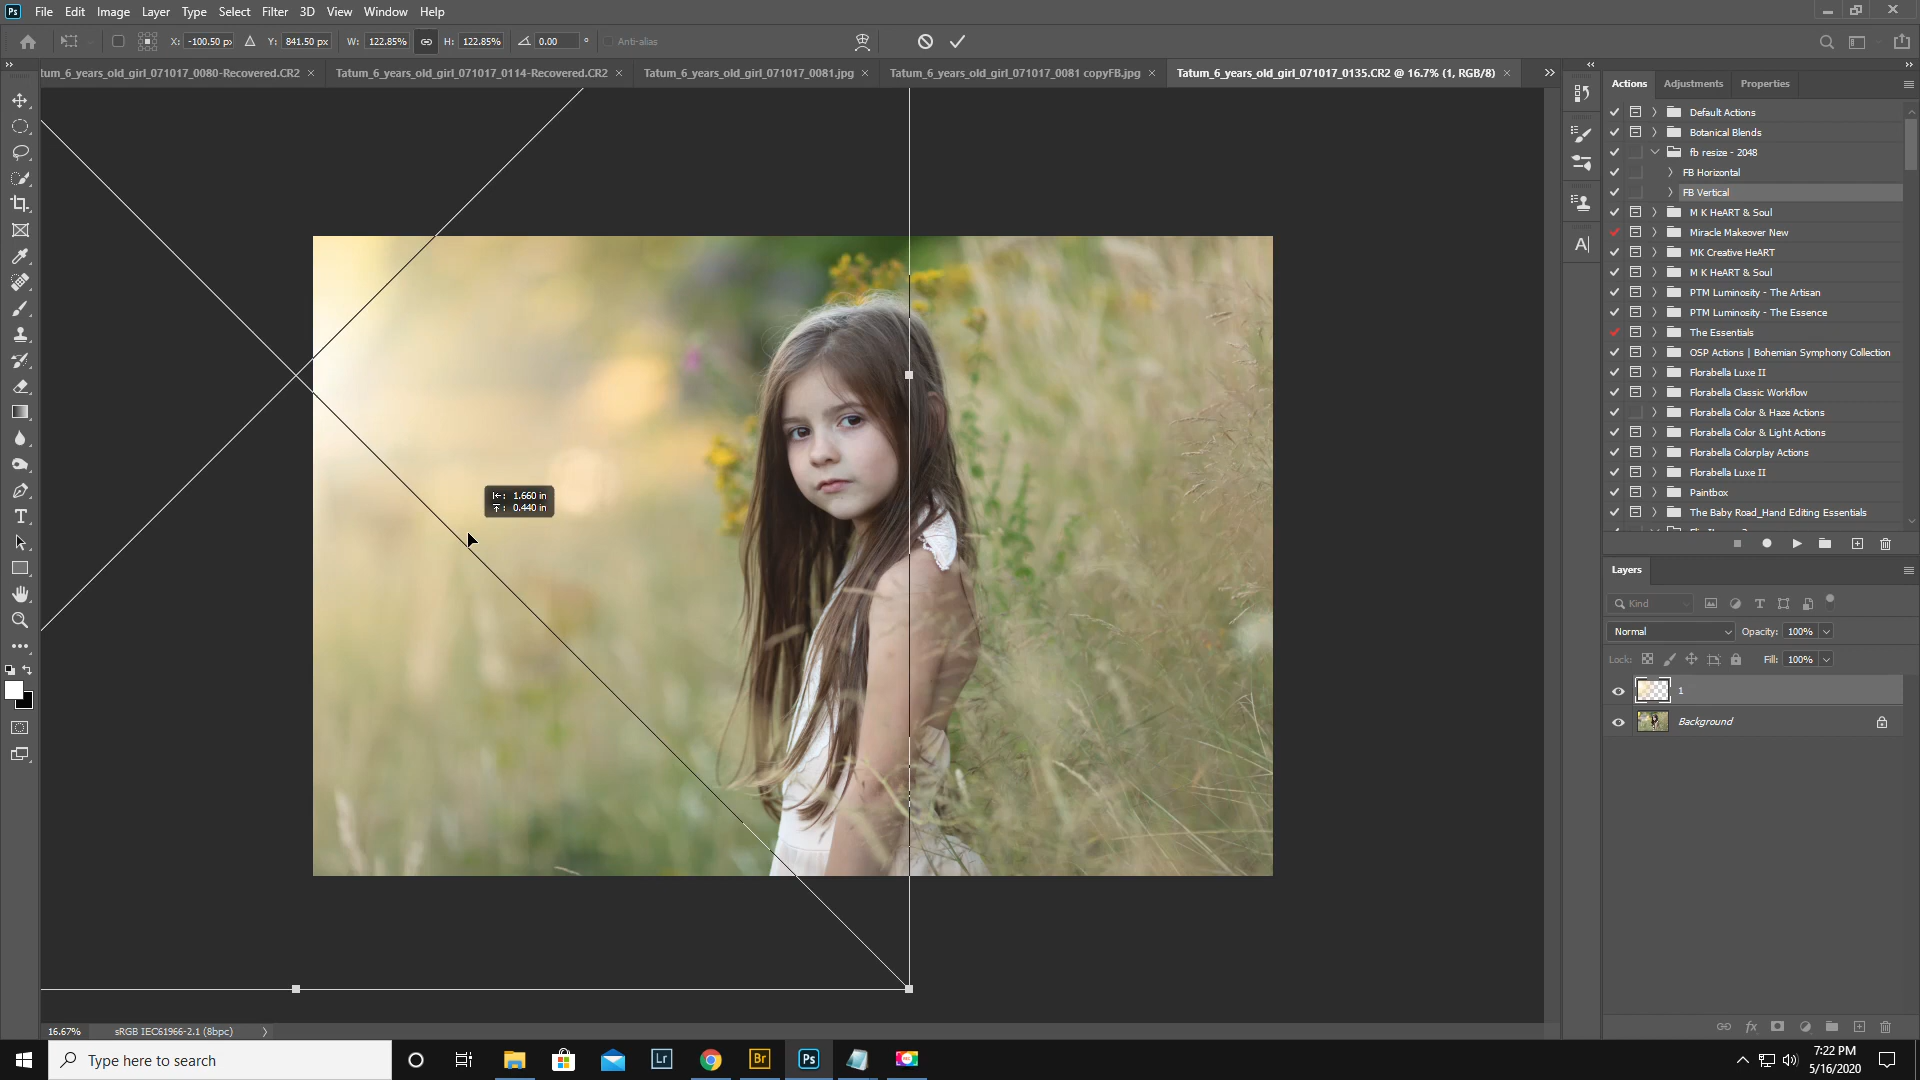 Ps File Edit Image Layer Type Select Filter 3D View Window Help
X: -100.50 px Y: 841.50 px W: 122.85% H: 122.85% 0.00 ° Anti-alias
tum_6_years_old_girl_071017_0080-Recovered.CR2 × Tatum_6_years_old_girl_071017_0114-Recovered.CR2 × Tatum_6_years_old_girl_071017_0081.jpg × Tatum_6_years_old_girl_071017_0081 copyFB.jpg × Tatum_6_years_old_girl_071017_0135.CR2 @ 16.7% (1, RGB/8) ×
Actions Adjustments Properties
Default Actions
Botanical Blends
fb resize - 2048
FB Horizontal
FB Vertical
M K HeART & Soul
Miracle Makeover New
MK Creative HeART
M K HeART & Soul
PTM Luminosity - The Artisan
PTM Luminosity - The Essence
The Essentials
OSP Actions | Bohemian Symphony Collection
Florabella Luxe II
Florabella Classic Workflow
Florabella Color & Haze Actions
Florabella Color & Light Actions
Florabella Colorplay Actions
Florabella Luxe II
Paintbox
The Baby Road_Hand Editing Essentials
1.660 in
0.440 in
Layers
Kind
Normal Opacity: 100%
Lock: Fill: 100%
1
Background
16.67% sRGB IEC61966-2.1 (8bpc)
Type here to search
Lr Br Ps
7:22 PM
5/16/2020